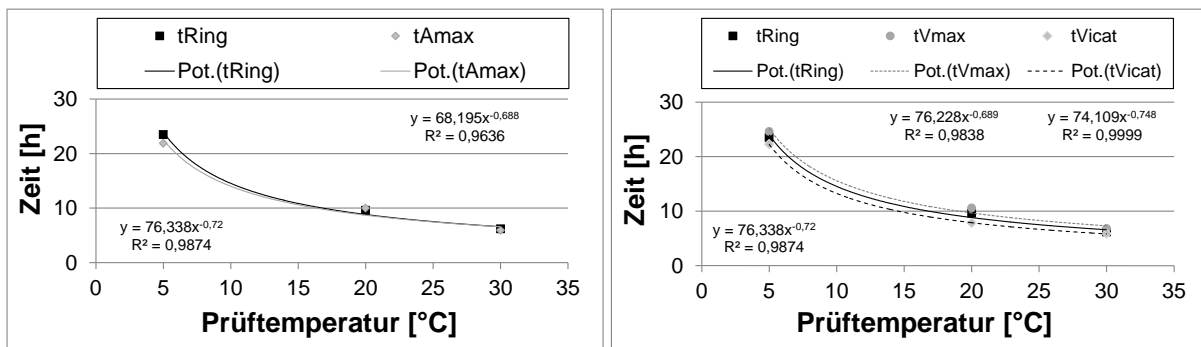 tRing tAmax
Pot.(tRing) Pot.(tAmax)
30
20
10
0
Zeit [h]
y = 68,195x-0,688
R² = 0,9636
y = 76,338x-0,72
R² = 0,9874
0 5 10 15 20 25 30 35
Prüftemperatur [°C]
tRing tVmax tVicat
Pot.(tRing) Pot.(tVmax) Pot.(tVicat)
30
20
10
0
Zeit [h]
y = 76,228x-0,689
R² = 0,9838
y = 74,109x-0,748
R² = 0,9999
y = 76,338x-0,72
R² = 0,9874
0 5 10 15 20 25 30 35
Prüftemperatur [°C]